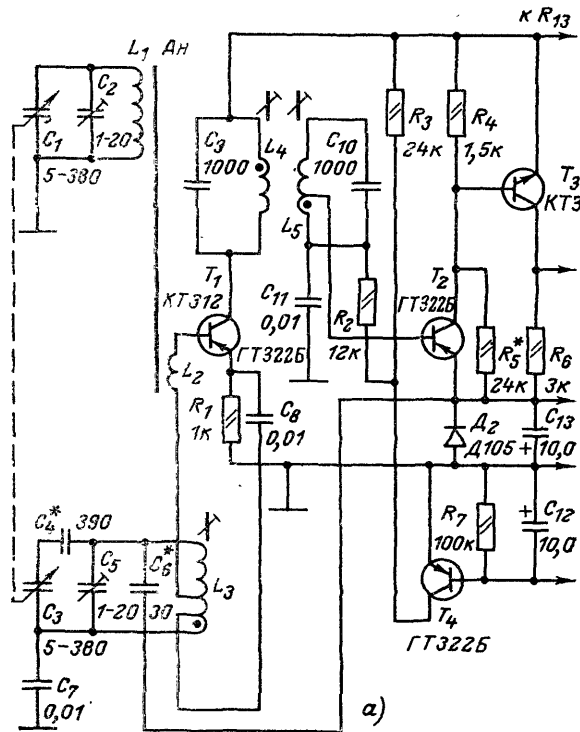 L1 Ан
к R13
C2
C1
1-20
5-380
C9
1000
L4
C10
1000
L5
R3
24к
R4
1,5к
T3
КТ3
T1
КТ312
ГТ322Б
C11
0,01
R2
12к
T2
ГТ322Б
R5*
24к
R6
3к
L2
R1
1к
C8
0,01
Д2
Д105
C13
+ 10,0
C4*
390
C5
C6*
L3
R7
100к
+ C12
10,0
C3
1-20
30
5-380
T4
ГТ322Б
C7
0,01
а)